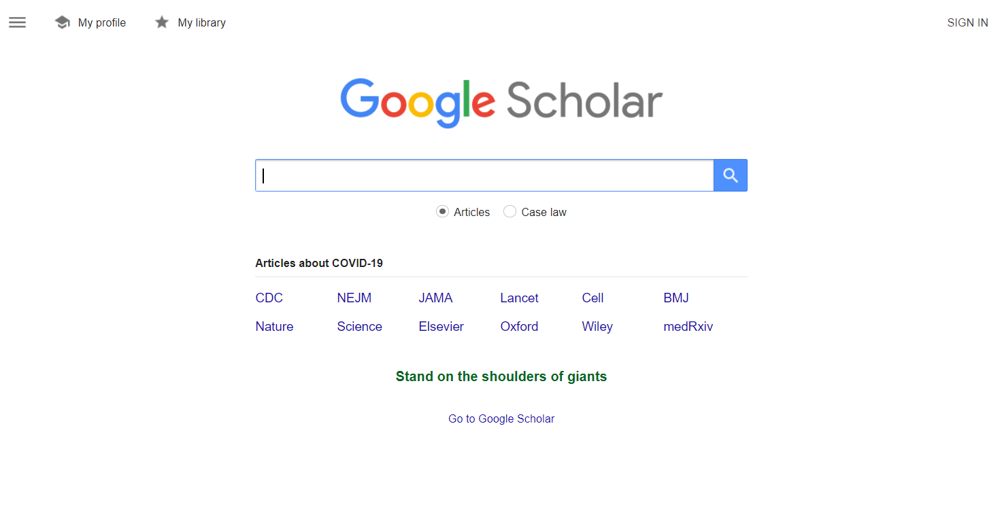 My profile My library SIGN IN
Google Scholar
Articles Case law
Articles about COVID-19
CDC NEJM JAMA Lancet Cell BMJ
Nature Science Elsevier Oxford Wiley medRxiv
Stand on the shoulders of giants
Go to Google Scholar